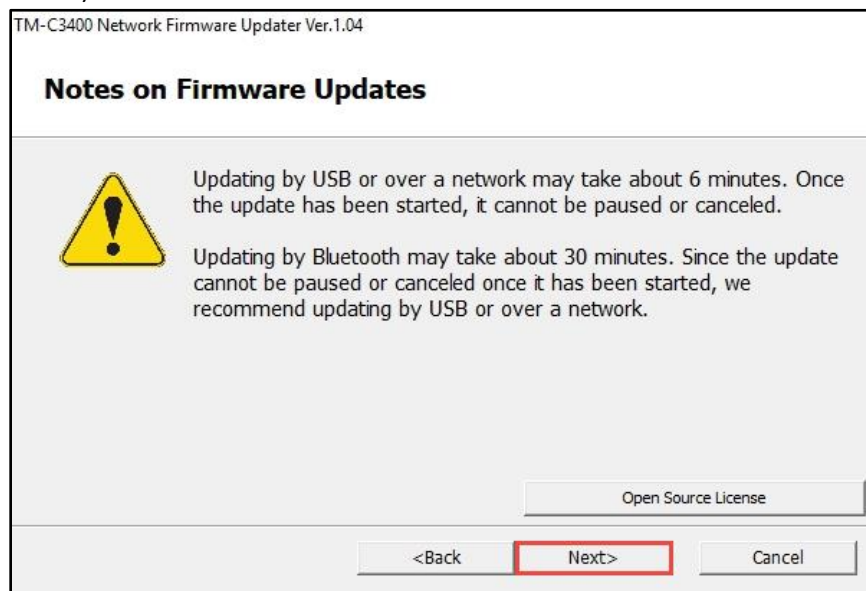 TM-C3400 Network Firmware Updater Ver.1.04
Notes on Firmware Updates
Updating by USB or over a network may take about 6 minutes. Once
the update has been started, it cannot be paused or canceled.
Updating by Bluetooth may take about 30 minutes. Since the update
cannot be paused or canceled once it has been started, we
recommend updating by USB or over a network.
Open Source License
<Back
Next>
Cancel